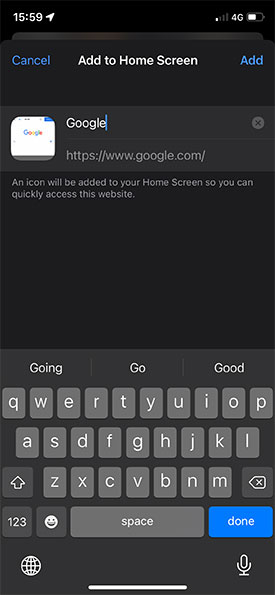 15:59 4G
Cancel Add to Home Screen Add
Google
Google
https://www.google.com/
An icon will be added to your Home Screen so you can
quickly access this website.
Going Go Good
q w e r t y u i o p
a s d f g h j k l
z x c v b n m
123 space done